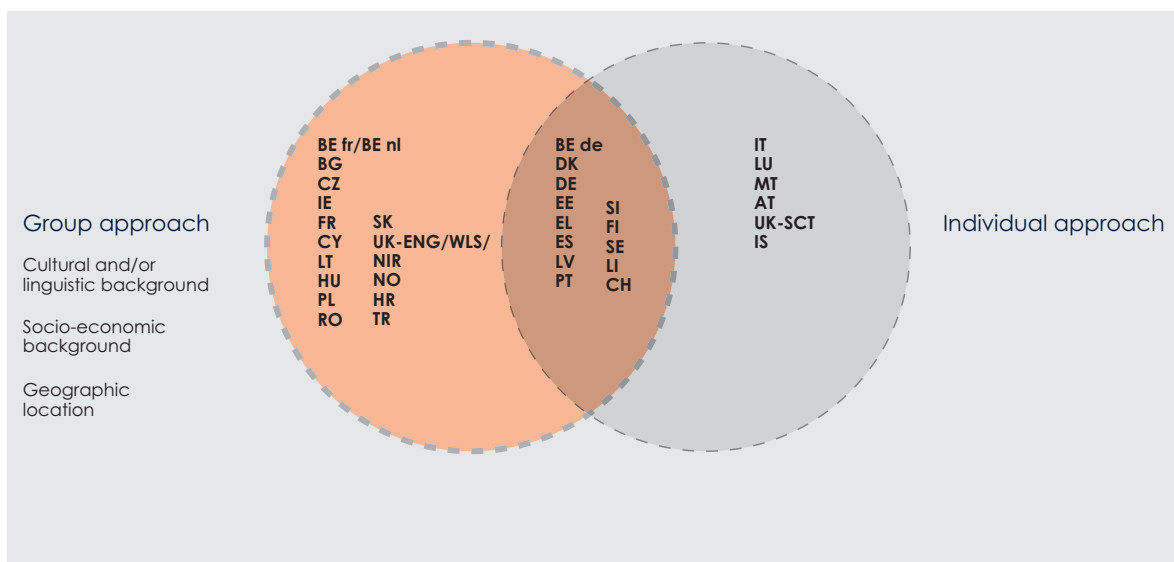 Group approach
Cultural and/or
linguistic background
Socio-economic
background
Geographic
location
BE fr/BE nl
BG
CZ
IE
FR
CY
LT
HU
PL
RO
SK
UK-ENG/WLS/
NIR
NO
HR
TR
BE de
DK
DE
EE
EL
ES
LV
PT
SI
FI
SE
LI
CH
IT
LU
MT
AT
UK-SCT
IS
Individual approach